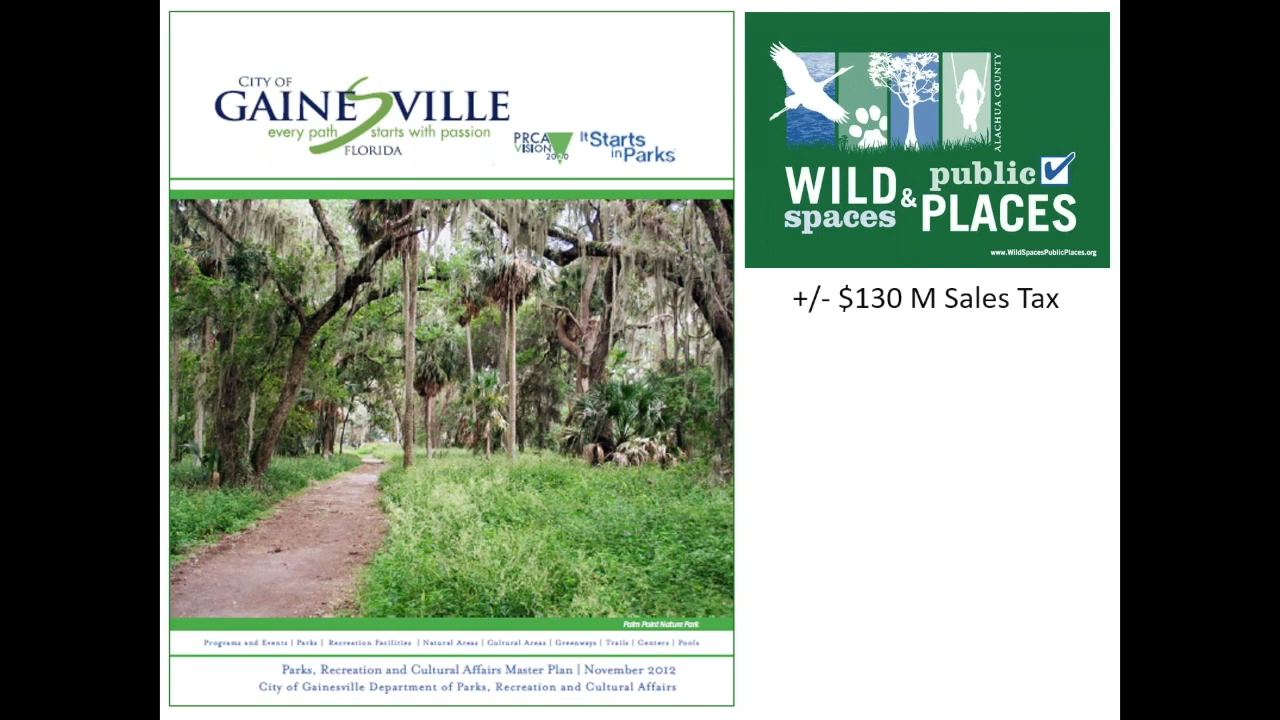 CITY OF
GAINESVILLE
every path starts with passion
FLORIDA
PRCA
VISION
2020
It Starts
in Parks
Palm Point Nature Park
Programs and Events | Parks | Recreation Facilities | Natural Areas | Cultural Areas | Greenways | Trails | Centers | Pools
Parks, Recreation and Cultural Affairs Master Plan | November 2012
City of Gainesville Department of Parks, Recreation and Cultural Affairs
ALACHUA COUNTY
WILD
spaces
&
public
PLACES
www.WildSpacesPublicPlaces.org
+/- $130 M Sales Tax